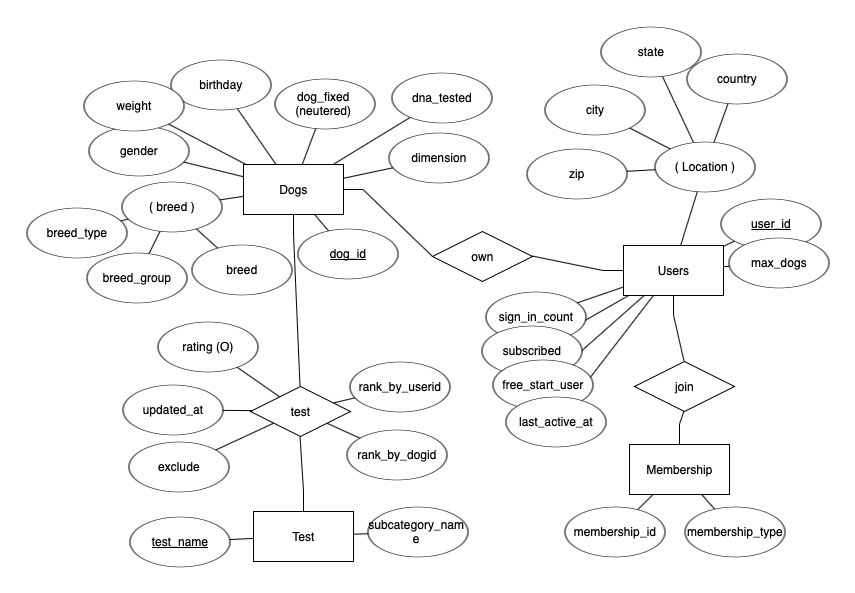 state
country
birthday
weight
dog_fixed
(neutered)
dna_tested
city
gender
dimension
( Location )
zip
Dogs
( breed )
breed_type
user_id
dog_id
own
Users
max_dogs
breed_group
breed
sign_in_count
rating (O)
subscribed
free_start_user
rank_by_userid
join
updated_at
test
last_active_at
rank_by_dogid
exclude
Membership
subcategory_nam
e
test_name
Test
membership_id
membership_type